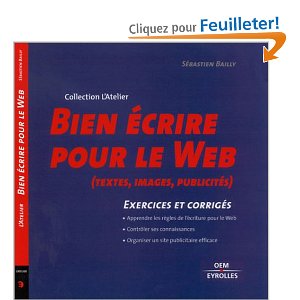 Cliquez pour
Feuilleter!
SÉBASTIEN BAILLY
Collection L'Atelier
BIEN ÉCRIRE
POUR LE WEB
(TEXTES, IMAGES, PUBLICITÉS)
EXERCICES ET CORRIGÉS
• Apprendre les règles de l'écriture pour le Web
• Contrôler ses connaissances
• Organiser un site publicitaire efficace
OEM
EYROLLES
SÉBASTIEN BAILLY
BIEN ÉCRIRE POUR LE WEB
L'ATELIER